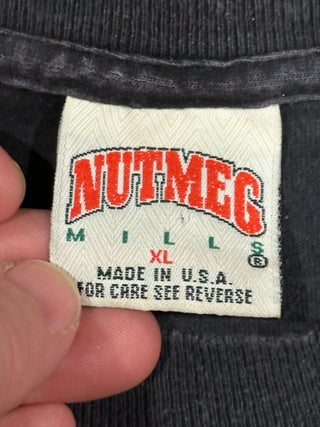 NUTMEG
MILLS
®
XL
MADE IN U.S.A.
FOR CARE SEE REVERSE